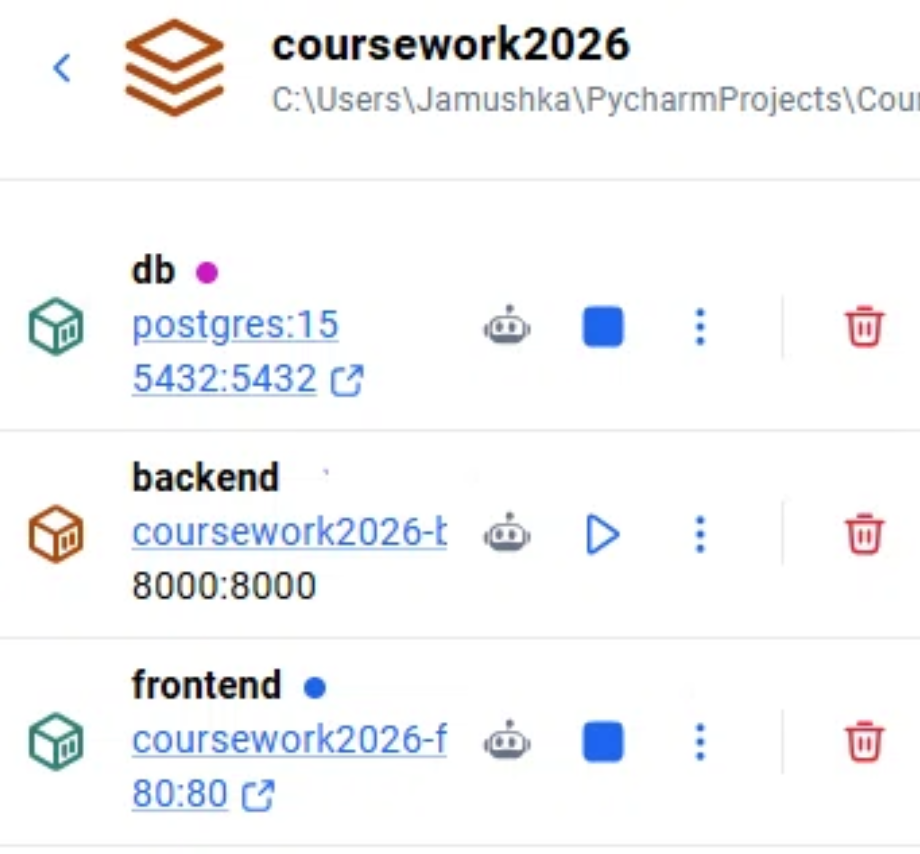 coursework2026
C:\Users\Jamushka\PycharmProjects\Cour
db
postgres:15
5432:5432
backend
coursework2026-b
8000:8000
frontend
coursework2026-f
80:80